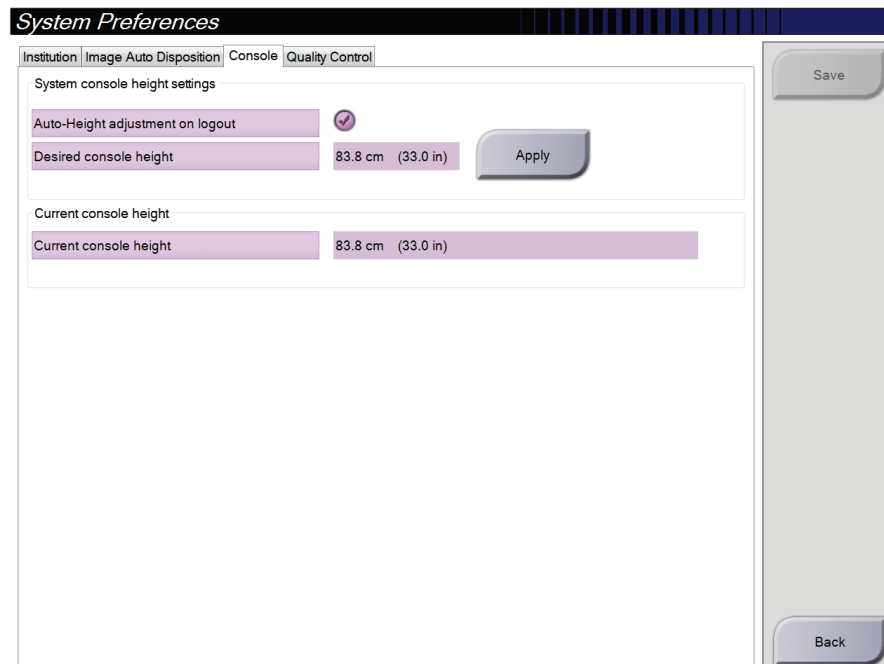 System Preferences
Institution Image Auto Disposition Console Quality Control
Save
System console height settings
Auto-Height adjustment on logout
Desired console height 83.8 cm (33.0 in) Apply
Current console height
Current console height 83.8 cm (33.0 in)
Back